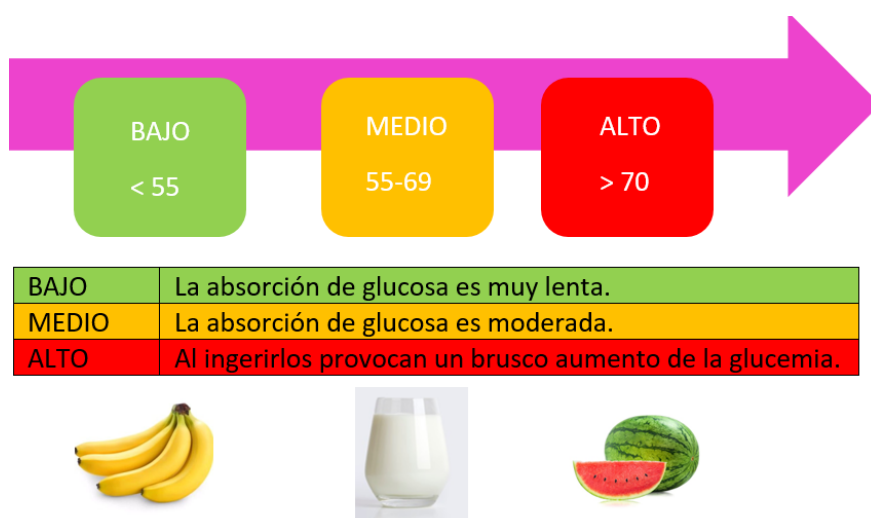 BAJO
< 55
MEDIO
55-69
ALTO
> 70
BAJO La absorción de glucosa es muy lenta.
MEDIO La absorción de glucosa es moderada.
ALTO Al ingerirlos provocan un brusco aumento de la glucemia.